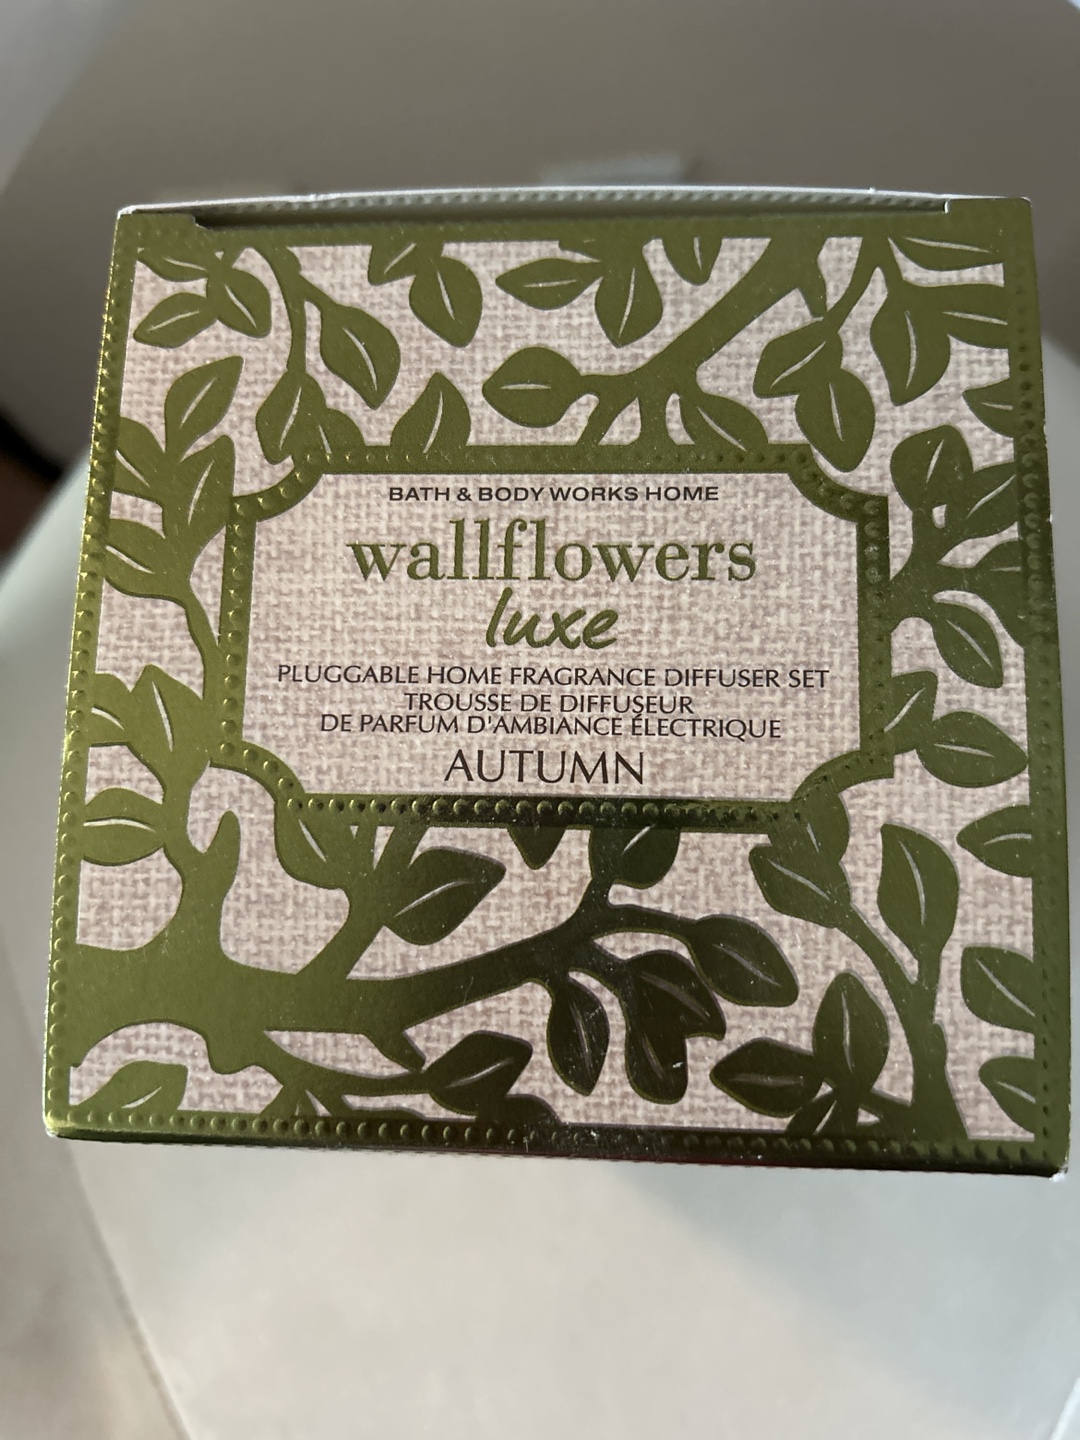 BATH & BODY WORKS HOME
wallflowers
luxe
PLUGGABLE HOME FRAGRANCE DIFFUSER SET
TROUSSE DE DIFFUSEUR
DE PARFUM D'AMBIANCE ÉLECTRIQUE
AUTUMN